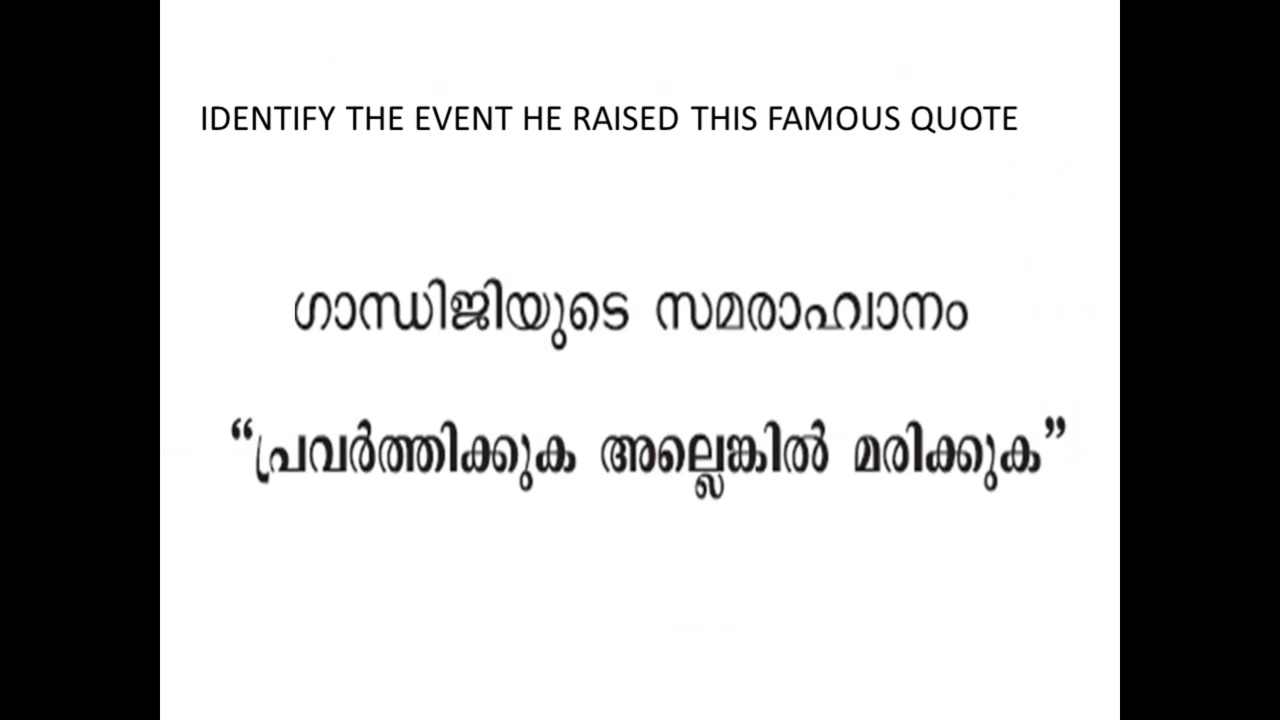 IDENTIFY THE EVENT HE RAISED THIS FAMOUS QUOTE
ഗാന്ധിജിയുടെ സമരാഹ്വാനം
“പ്രവർത്തിക്കുക അല്ലെങ്കിൽ മരിക്കുക”